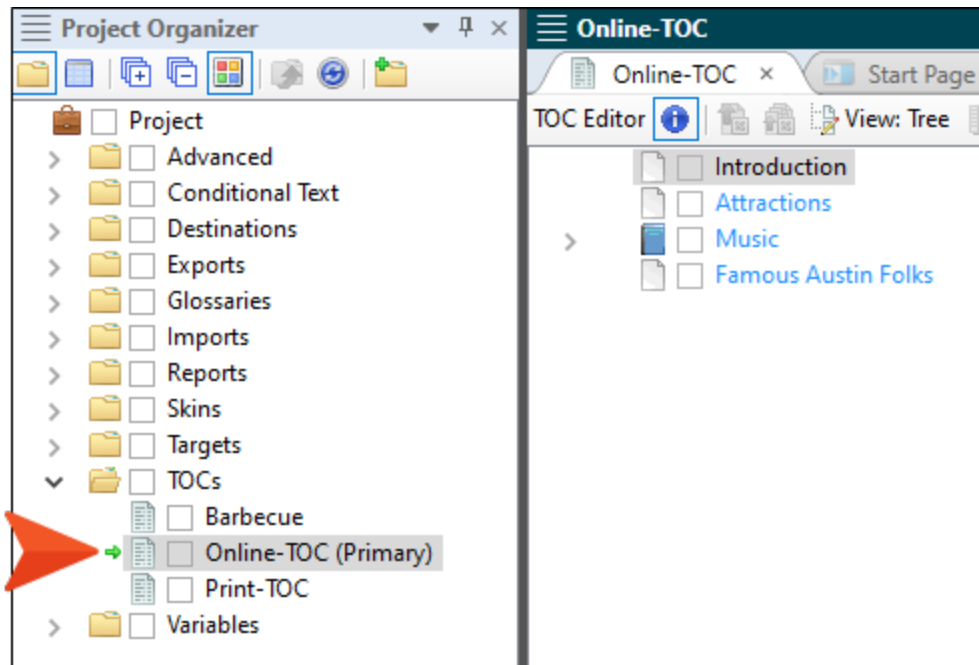 Project Organizer
Project
Advanced
Conditional Text
Destinations
Exports
Glossaries
Imports
Reports
Skins
Targets
TOCs
Barbecue
Online-TOC (Primary)
Print-TOC
Variables
Online-TOC
Online-TOC Start Page
TOC Editor View: Tree
Introduction
Attractions
Music
Famous Austin Folks